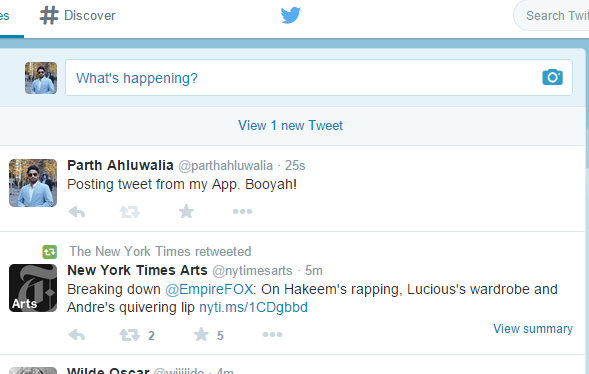 es
# Discover
Search Twit
What's happening?
View 1 new Tweet
Parth Ahluwalia @parthahluwalia · 25s
Posting tweet from my App. Booyah!
The New York Times retweeted
New York Times Arts @nytimesarts · 5m
Arts
Breaking down @EmpireFOX: On Hakeem's rapping, Lucious's wardrobe and
Andre's quivering lip nyti.ms/1CDgbbd
2 5 View summary
Wilde Oscar · 4m